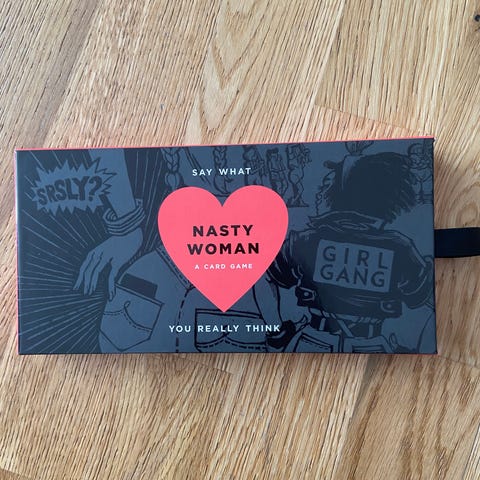 SAY WHAT
SRSLY?
NASTY
WOMAN
A CARD GAME
GIRL
GANG
YOU REALLY THINK